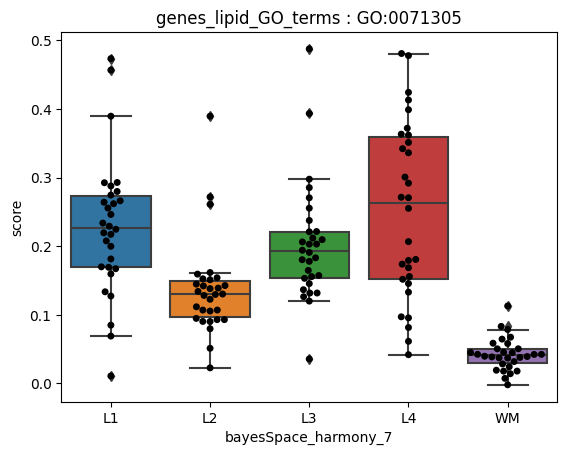 genes_lipid_GO_terms : GO:0071305
0.5
0.4
0.3
0.2
0.1
0.0
score
L1 L2 L3 L4 WM
bayesSpace_harmony_7